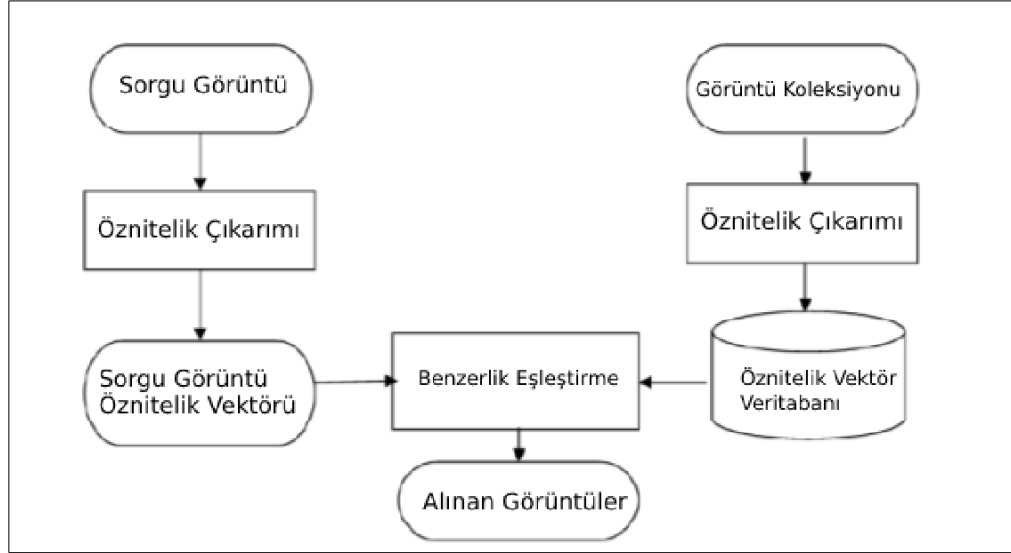 Sorgu Görüntü
Görüntü Koleksiyonu
Öznitelik Çıkarımı
Öznitelik Çıkarımı
Sorgu Görüntü
Öznitelik Vektörü
Benzerlik Eşleştirme
Öznitelik Vektör
Veritabanı
Alınan Görüntüler